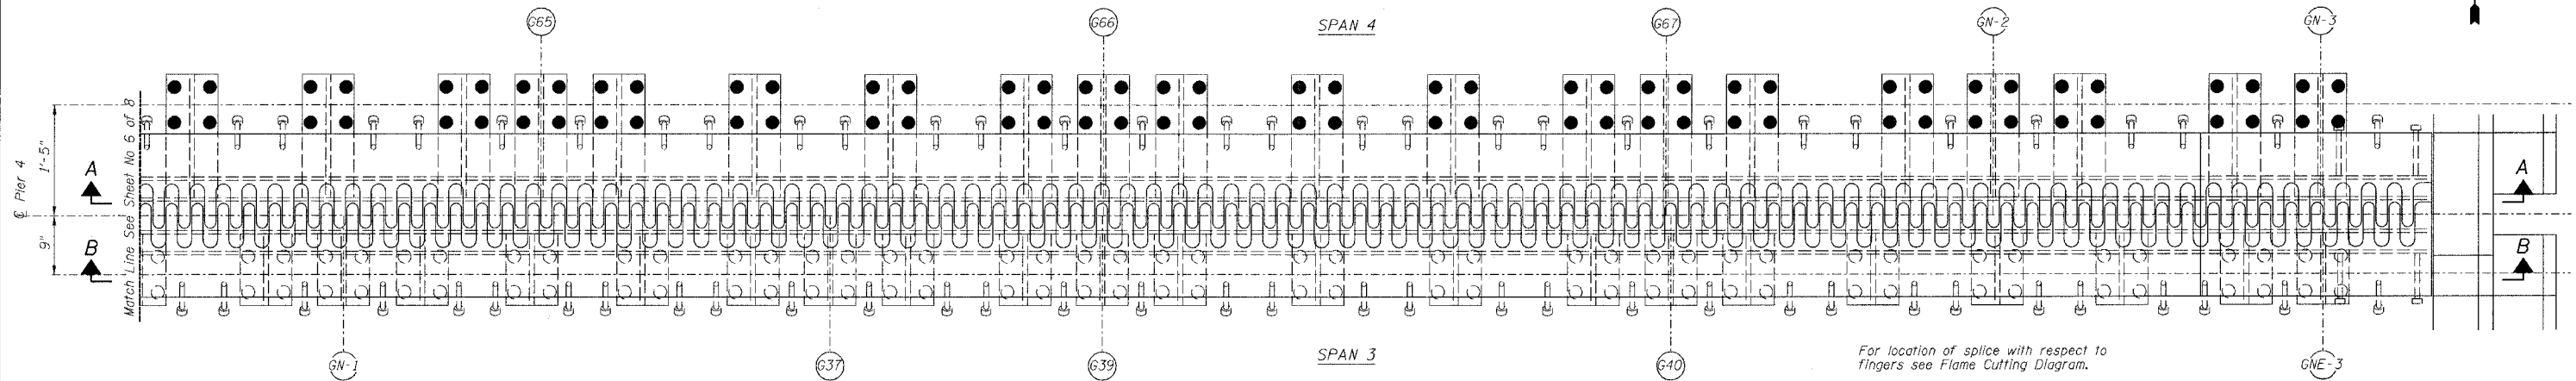 G65
G66
SPAN 4
G67
GN-2
GN-3
℄ Pier 4
1'-5"
9"
A
B
Match Line See Sheet No 6 of 8
A
B
GN-1
G37
G39
SPAN 3
G40
For location of splice with respect to
fingers see Flame Cutting Diagram.
GNE-3